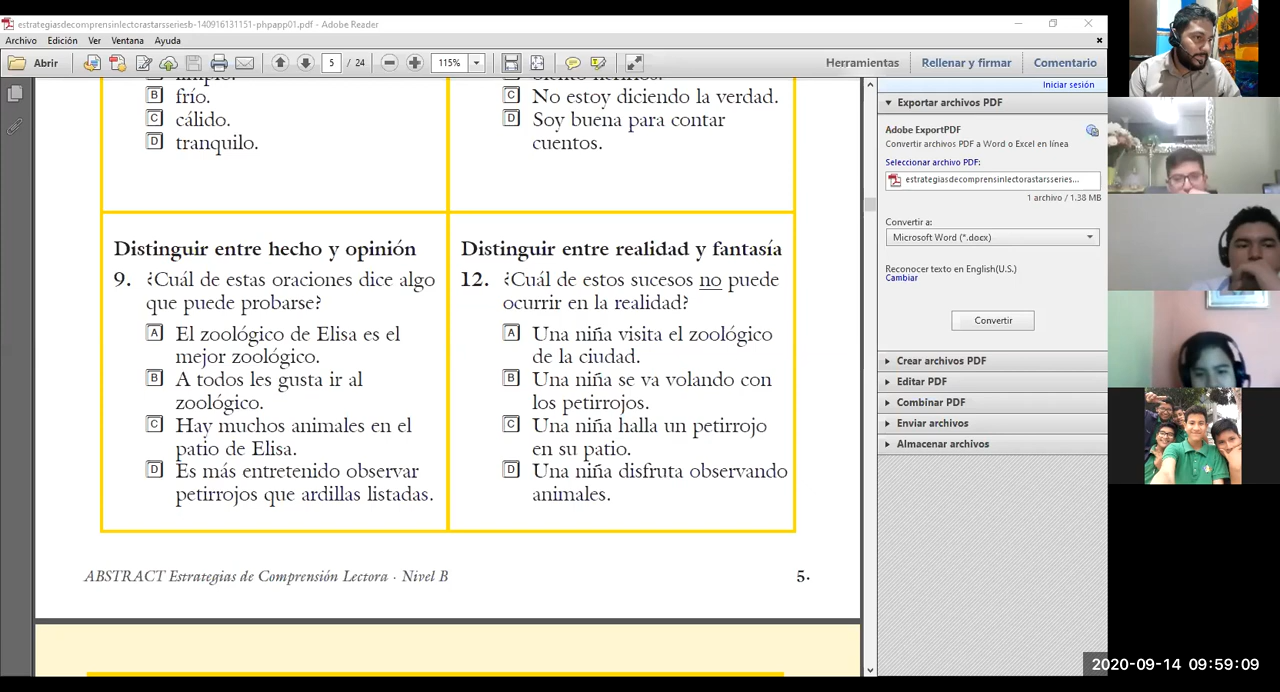 estrategiasdecomprensinlectorastarsseriesb-140916131151-phpapp01.pdf - Adobe Reader
Archivo Edición Ver Ventana Ayuda
Abrir
5 / 24
115%
Herramientas Rellenar y firmar Comentario
Iniciar sesión
Exportar archivos PDF
Adobe ExportPDF
Convertir archivos PDF a Word o Excel en línea
Seleccionar archivo PDF:
estrategiasdecomprensinlectorastarsseries...
1 archivo / 1.38 MB
Convertir a:
Microsoft Word (*.docx)
Reconocer texto en English(U.S.)
Cambiar
Convertir
Crear archivos PDF
Editar PDF
Combinar PDF
Enviar archivos
Almacenar archivos
B frío.
C cálido.
D tranquilo.
C No estoy diciendo la verdad.
D Soy buena para contar
cuentos.
Distinguir entre hecho y opinión
9. ¿Cuál de estas oraciones dice algo
que puede probarse?
A El zoológico de Elisa es el
mejor zoológico.
B A todos les gusta ir al
zoológico.
C Hay muchos animales en el
patio de Elisa.
D Es más entretenido observar
petirrojos que ardillas listadas.
Distinguir entre realidad y fantasía
12. ¿Cuál de estos sucesos no puede
ocurrir en la realidad?
A Una niña visita el zoológico
de la ciudad.
B Una niña se va volando con
los petirrojos.
C Una niña halla un petirrojo
en su patio.
D Una niña disfruta observando
animales.
ABSTRACT Estrategias de Comprensión Lectora · Nivel B
5.
2020-09-14 09:59:09